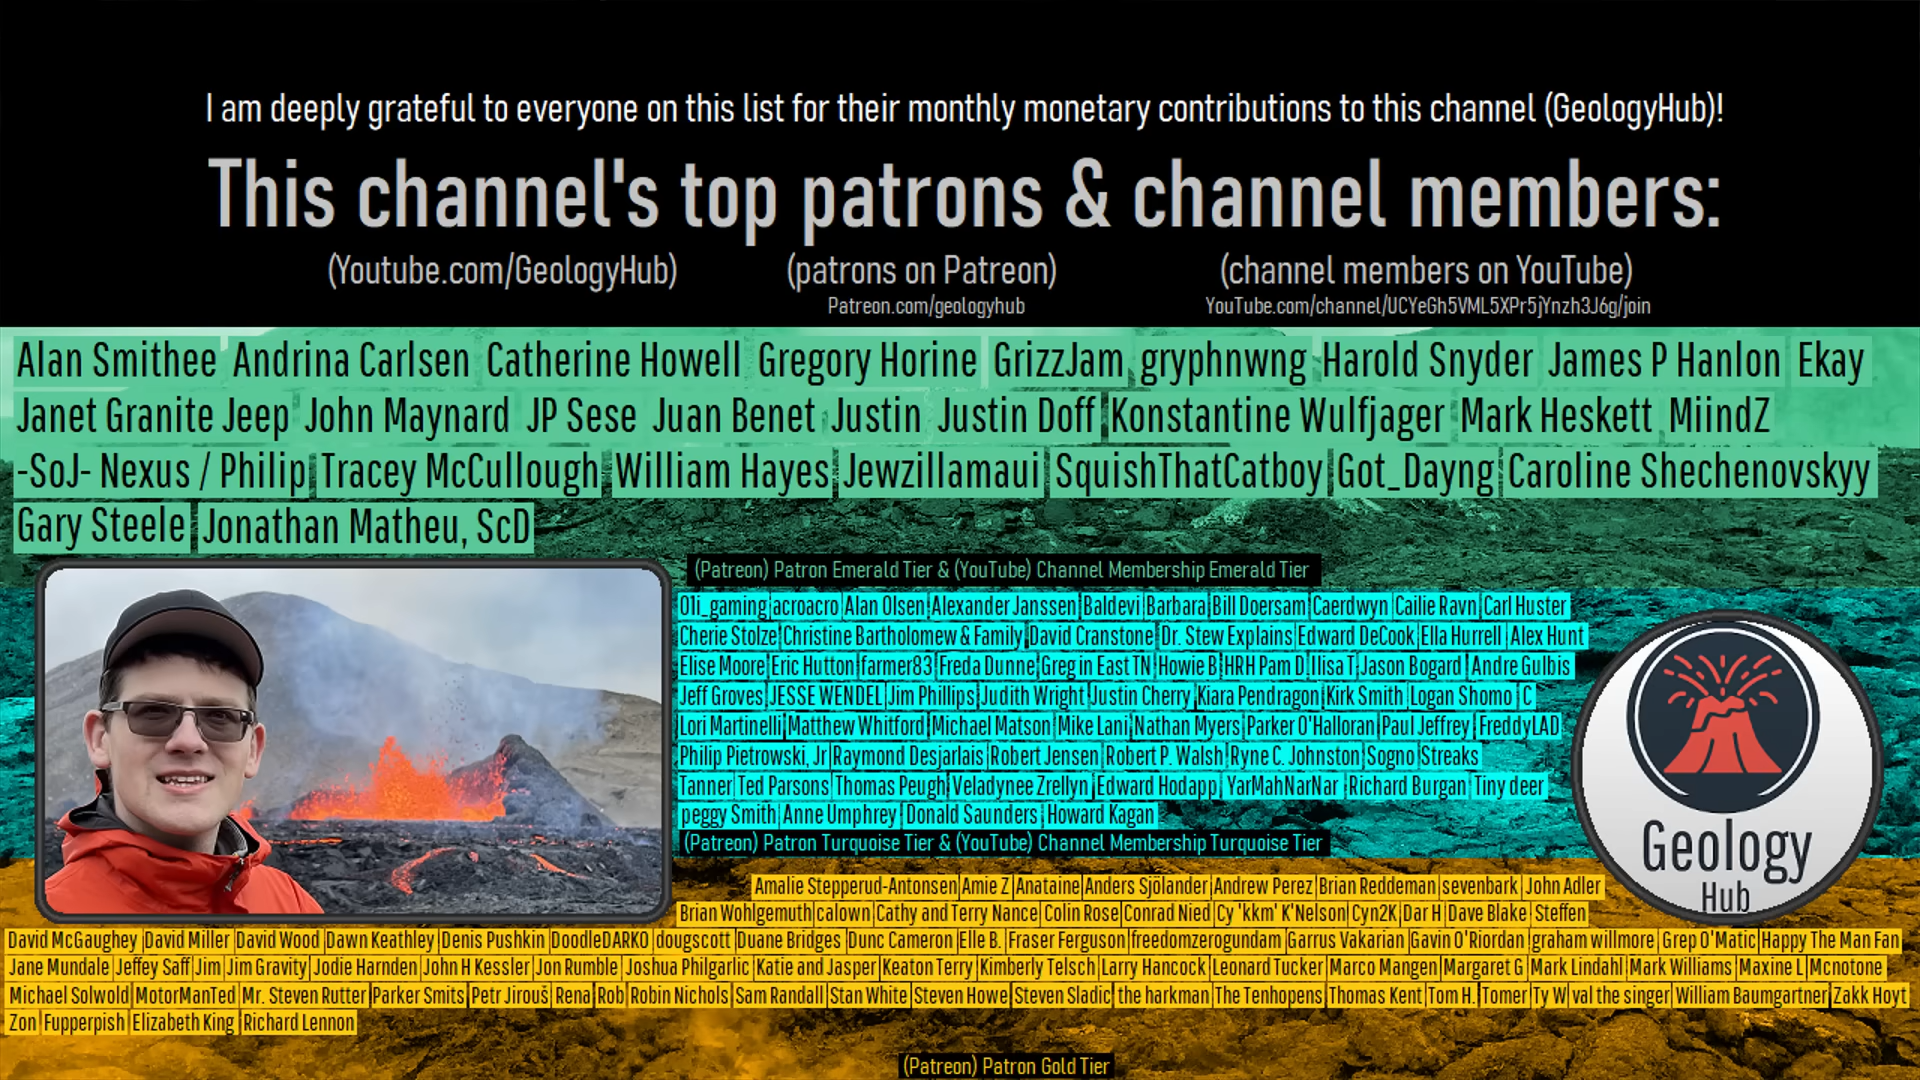 I am deeply grateful to everyone on this list for their monthly monetary contributions to this channel (GeologyHub)!
This channel's top patrons & channel members:
(Youtube.com/GeologyHub) (patrons on Patreon) (channel members on YouTube)
Patreon.com/geologyhub YouTube.com/channel/UCYeGh5VML5XPr5jYnzh3J6g/join
Alan Smithee Andrina Carlsen Catherine Howell Gregory Horine GrizzJam gryphnwng Harold Snyder James P Hanlon Ekay
Janet Granite Jeep John Maynard JP Sese Juan Benet Justin Justin Doff Konstantine Wulfjager Mark Heskett MiindZ
-SoJ- Nexus / Philip Tracey McCullough William Hayes Jewzillamaui SquishThatCatboy Got_Dayng Caroline Shechenovskyy
Gary Steele Jonathan Matheu, ScD
(Patreon) Patron Emerald Tier & (YouTube) Channel Membership Emerald Tier
01i_gaming acroacro Alan Olsen Alexander Janssen Baldevi Barbara Bill Doersam Caerdwyn Cailie Ravn Carl Huster
Cherie Stolze Christine Bartholomew & Family David Cranstone Dr. Stew Explains Edward DeCook Ella Hurrell Alex Hunt
Elise Moore Eric Hutton farmer83 Freda Dunne Greg in East TN Howie B HRH Pam D Ilisa T Jason Bogard Andre Gulbis
Jeff Groves JESSE WENDEL Jim Phillips Judith Wright Justin Cherry Kiara Pendragon Kirk Smith Logan Shomo C
Lori Martinelli Matthew Whitford Michael Matson Mike Lani Nathan Myers Parker O'Halloran Paul Jeffrey FreddyLAD
Philip Pietrowski, Jr Raymond Desjarlais Robert Jensen Robert P. Walsh Ryne C. Johnston Sogno Streaks
Tanner Ted Parsons Thomas Peugh Veladynee Zrellyn Edward Hodapp YarMahNarNar Richard Burgan Tiny deer
peggy Smith Anne Umphrey Donald Saunders Howard Kagan
(Patreon) Patron Turquoise Tier & (YouTube) Channel Membership Turquoise Tier
Geology
Hub
Amalie Stepperud-Antonsen Amie Z Anataine Anders Sjölander Andrew Perez Brian Reddeman sevenbark John Adler
Brian Wohlgemuth calown Cathy and Terry Nance Colin Rose Conrad Nied Cy 'kkm' K'Nelson Cyn2K Dar H Dave Blake Steffen
David McGaughey David Miller David Wood Dawn Keathley Denis Pushkin DoodleDARKO dougscott Duane Bridges Dunc Cameron Elle B. Fraser Ferguson freedomzerogundam Garrus Vakarian Gavin O'Riordan graham willmore Grep O'Matic Happy The Man Fan
Jane Mundale Jeffey Saff Jim Jim Gravity Jodie Harnden John H Kessler Jon Rumble Joshua Philgarlic Katie and Jasper Keaton Terry Kimberly Telsch Larry Hancock Leonard Tucker Marco Mangen Margaret G Mark Lindahl Mark Williams Maxine L Mcnotone
Michael Solwold MotorManTed Mr. Steven Rutter Parker Smits Petr Jirouš Rena Rob Robin Nichols Sam Randall Stan White Steven Howe Steven Sladic the harkman The Tenhopens Thomas Kent Tom H. Tomer Ty W val the singer William Baumgartner Zakk Hoyt
Zon Fupperpish Elizabeth King Richard Lennon
(Patreon) Patron Gold Tier